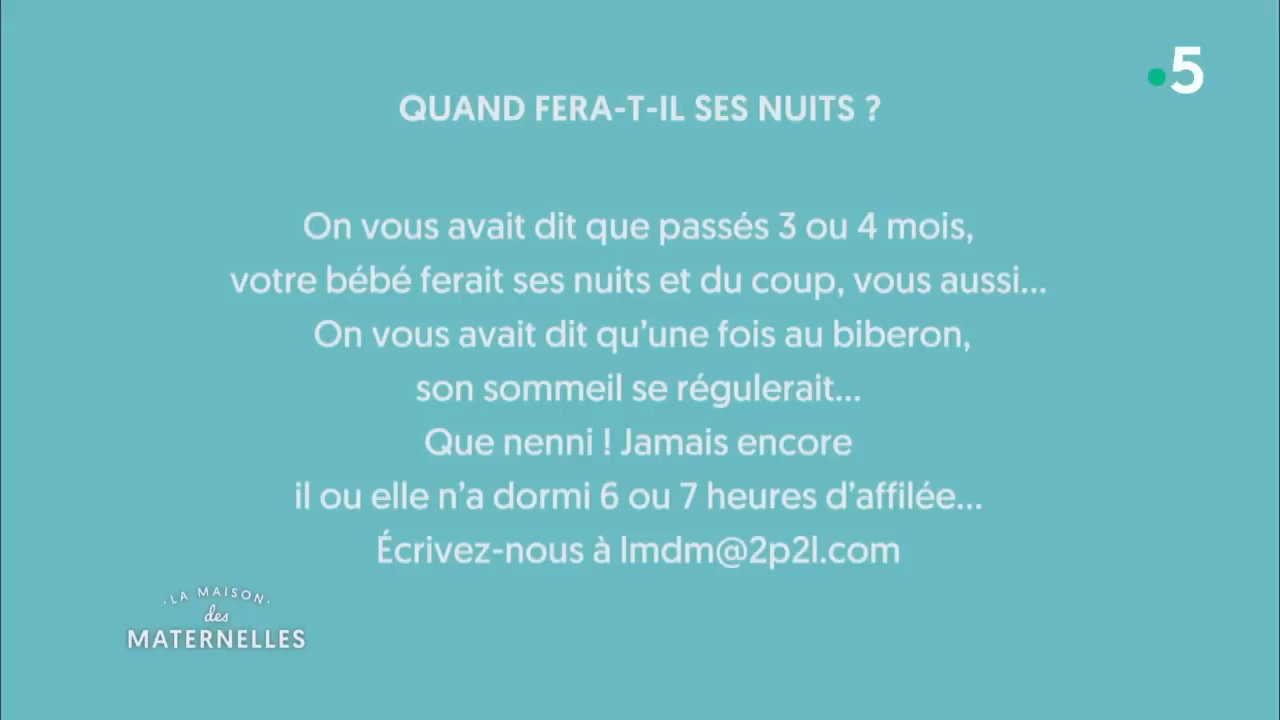 5
QUAND FERA-T-IL SES NUITS ?
On vous avait dit que passés 3 ou 4 mois,
votre bébé ferait ses nuits et du coup, vous aussi...
On vous avait dit qu’une fois au biberon,
son sommeil se régulerait...
Que nenni ! Jamais encore
il ou elle n’a dormi 6 ou 7 heures d’affilée...
Écrivez-nous à lmdm@2p2l.com
·LA MAISON·
des
MATERNELLES